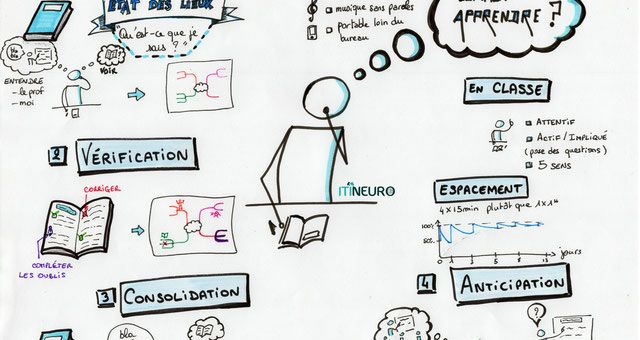 ÉTAT DES LIEUX
"Qu'est-ce que je
sais ?"
ENTENDRE
- le prof
- moi
VOIR
musique sans paroles
portable loin du
bureau
APPRENDRE ?
EN CLASSE
ATTENTIF
ACTIF/IMPLIQUÉ
(pose des questions)
5 SENS
2 VÉRIFICATION
CORRIGER
COMPLÉTER
LES OUBLIS
ITINEURO
ESPACEMENT
4 x 15min plutôt que 1 x 1h
100%
50%
jours
3 CONSOLIDATION
4 ANTICIPATION
bla
?